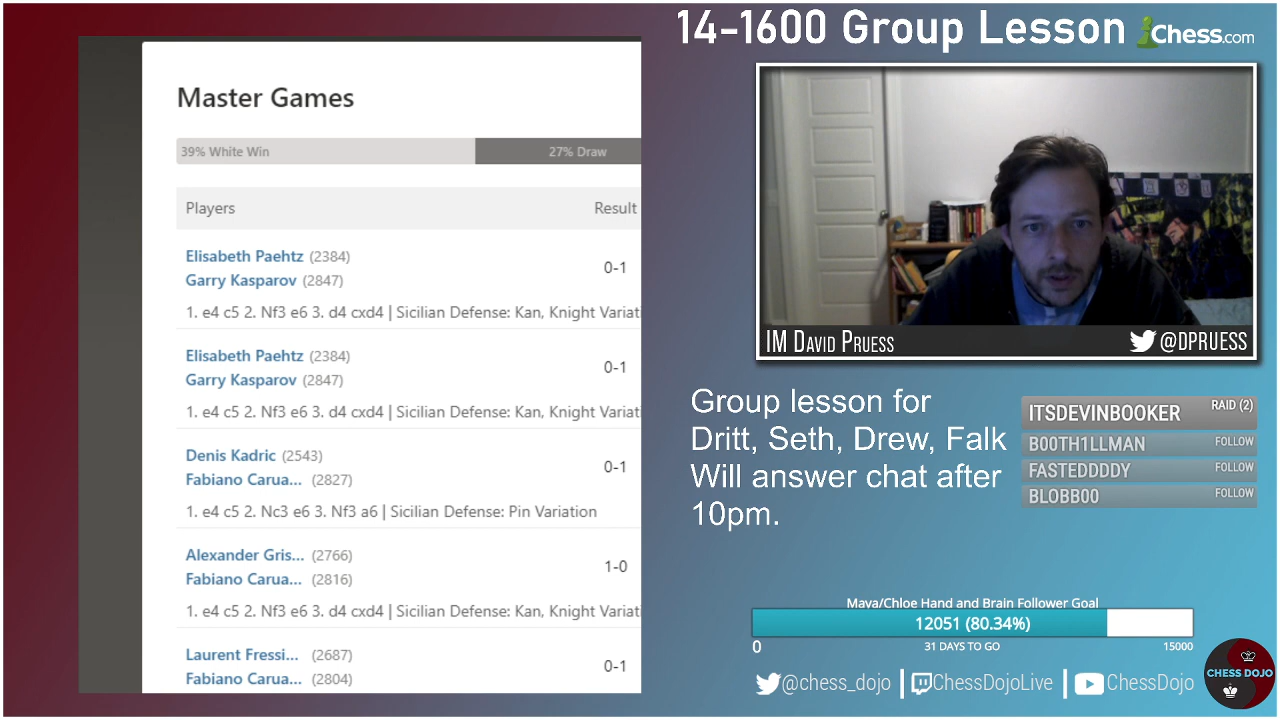 14-1600 Group Lesson Chess.com
Master Games
39% White Win 27% Draw
Players Result
Elisabeth Paehtz (2384)
Garry Kasparov (2847)
0-1
1. e4 c5 2. Nf3 e6 3. d4 cxd4 | Sicilian Defense: Kan, Knight Variati
Elisabeth Paehtz (2384)
Garry Kasparov (2847)
0-1
1. e4 c5 2. Nf3 e6 3. d4 cxd4 | Sicilian Defense: Kan, Knight Variati
Denis Kadric (2543)
Fabiano Carua... (2827)
0-1
1. e4 c5 2. Nc3 e6 3. Nf3 a6 | Sicilian Defense: Pin Variation
Alexander Gris... (2766)
Fabiano Carua... (2816)
1-0
1. e4 c5 2. Nf3 e6 3. d4 cxd4 | Sicilian Defense: Kan, Knight Variati
Laurent Fressi... (2687)
Fabiano Carua... (2804)
0-1
IM David Pruess @DPRUESS
Group lesson for
Dritt, Seth, Drew, Falk
Will answer chat after
10pm.
ITSDEVINBOOKER RAID (2)
B00TH1LLMAN FOLLOW
FASTEDDDDY FOLLOW
BLOBB00 FOLLOW
Maya/Chloe Hand and Brain Follower Goal
12051 (80.34%)
0 31 DAYS TO GO 15000
@chess_dojo | ChessDojoLive | ChessDojo
CHESS DOJO